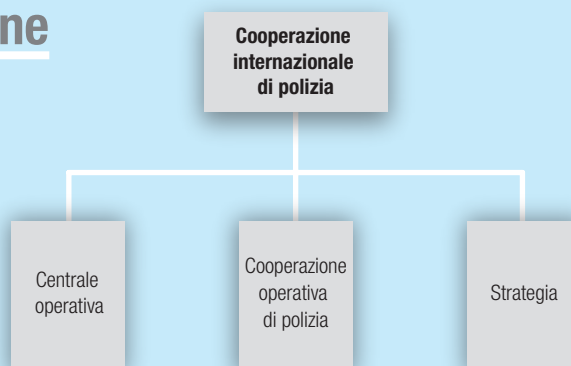 ne
Cooperazione
internazionale
di polizia
Centrale
operativa
Cooperazione
operativa
di polizia
Strategia